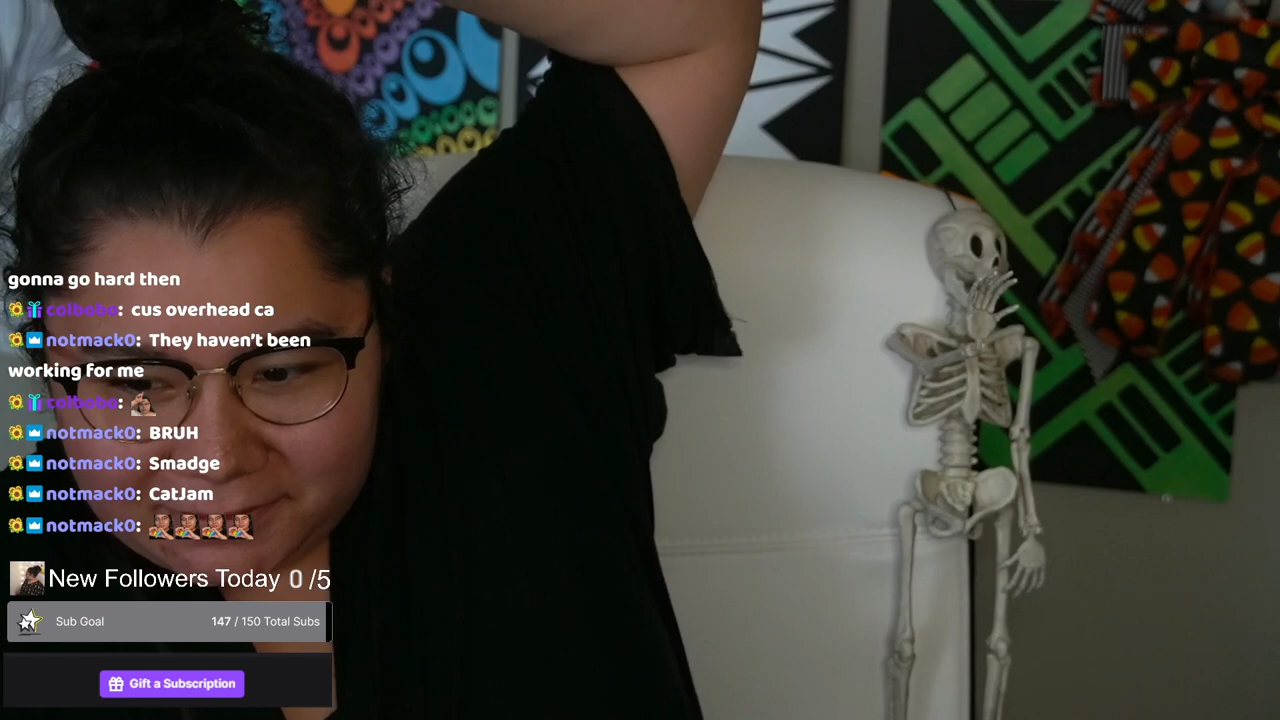 gonna go hard then
colbobo: cus overhead ca
notmack0: They haven't been
working for me
colbobo:
notmack0: BRUH
notmack0: Smadge
notmack0: CatJam
notmack0:
New Followers Today 0 /5
Sub Goal 147 / 150 Total Subs
Gift a Subscription